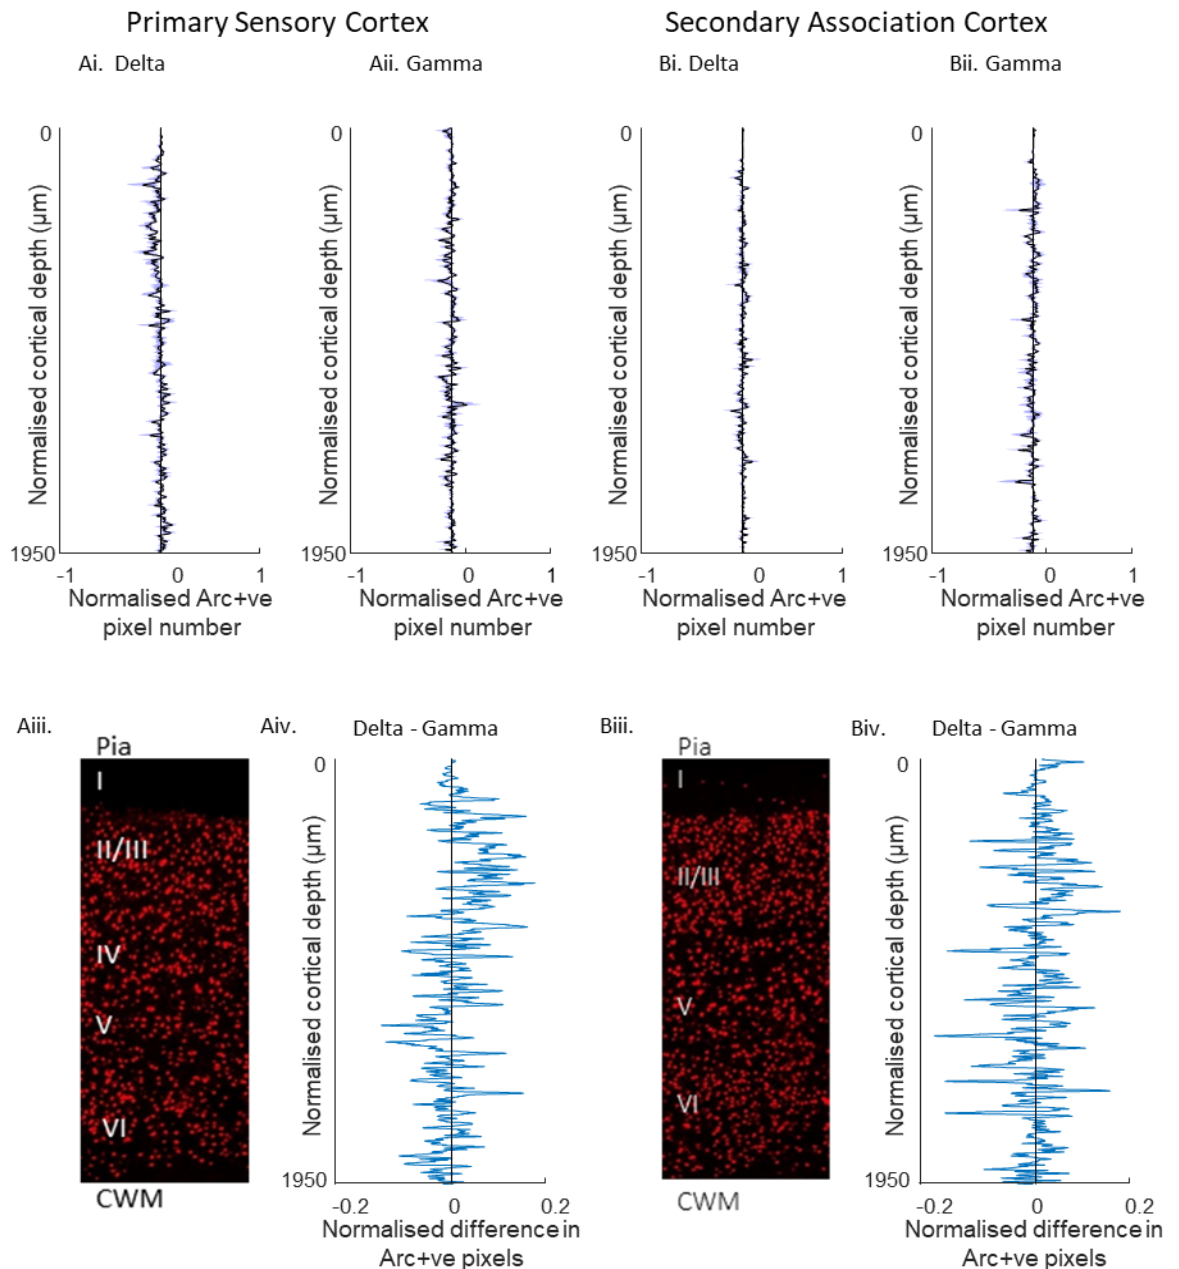 Primary Sensory Cortex
Secondary Association Cortex
Ai. Delta
Aii. Gamma
Bi. Delta
Bii. Gamma
0
Normalised cortical depth (µm)
1950
-1
0
1
Normalised Arc+ve
pixel number
0
Normalised cortical depth (µm)
1950
-1
0
1
Normalised Arc+ve
pixel number
0
Normalised cortical depth (µm)
1950
-1
0
1
Normalised Arc+ve
pixel number
0
Normalised cortical depth (µm)
1950
-1
0
1
Normalised Arc+ve
pixel number
Aiii.
Pia
I
II/III
IV
V
VI
CWM
Aiv.
Delta - Gamma
0
Normalised cortical depth (µm)
1950
-0.2
0
0.2
Normalised difference in
Arc+ve pixels
Biii.
Pia
I
II/III
V
VI
CWM
Biv.
Delta - Gamma
0
Normalised cortical depth (µm)
1950
-0.2
0
0.2
Normalised difference in
Arc+ve pixels